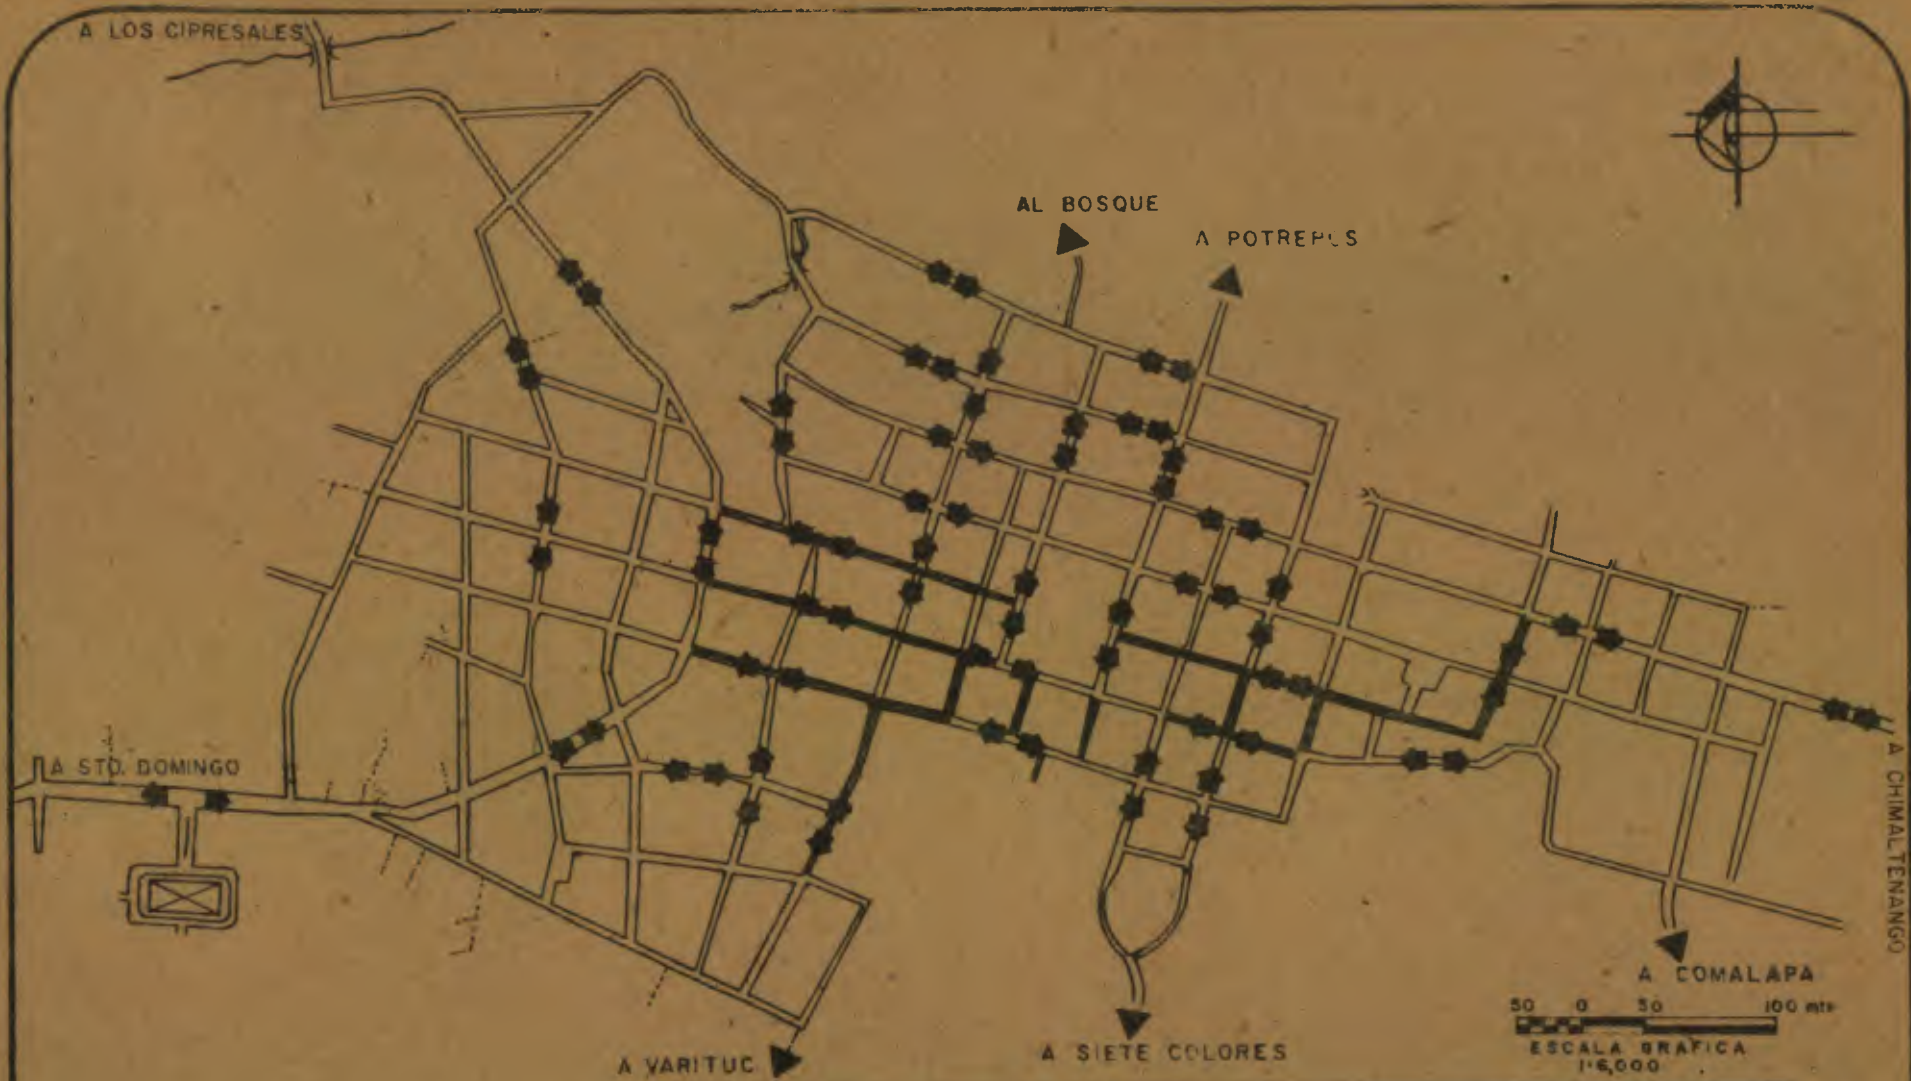 A LOS CIPRESALES
AL BOSQUE
A POTREROS
A STO. DOMINGO
A CHIMALTENANGO
A COMALAPA
50 0 50 100 mts
ESCALA GRAFICA
1:6,000
A SIETE COLORES
A VARITUC